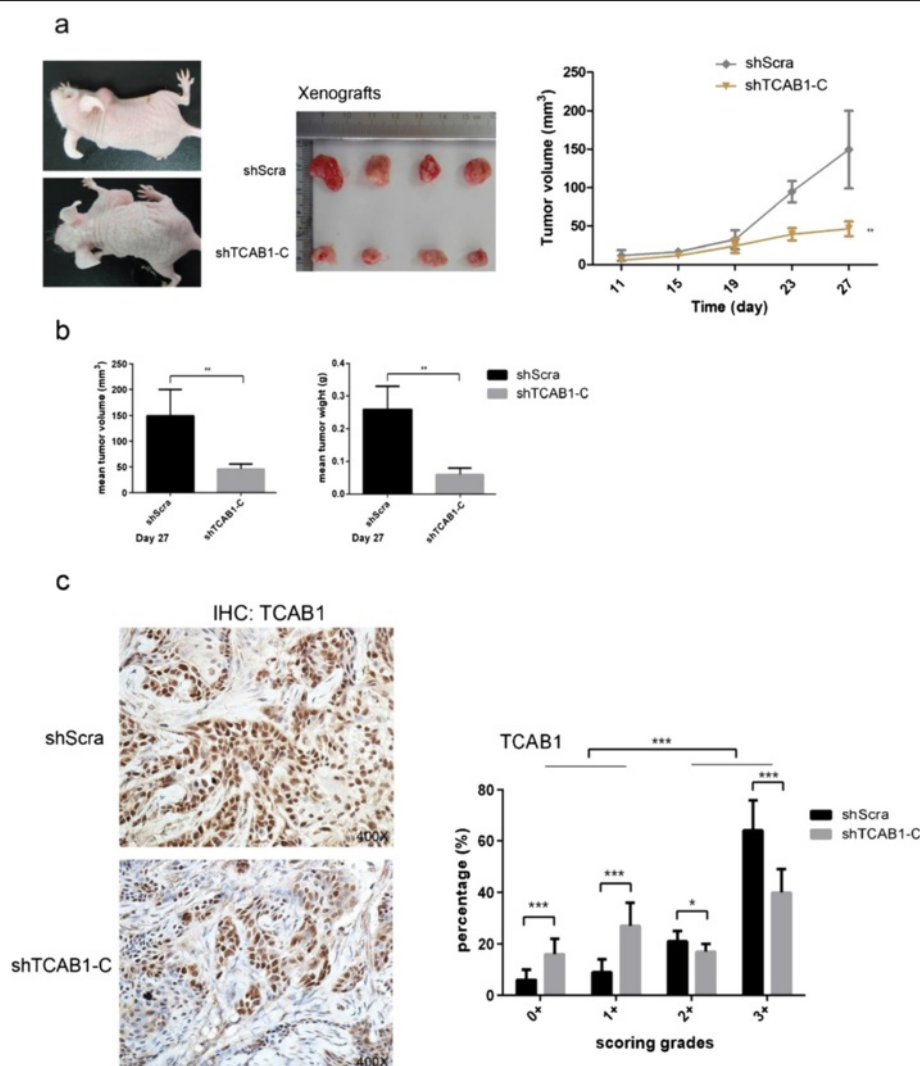 a
Xenografts
shScra
shTCAB1-C
shScra
shTCAB1-C
Tumor volume (mm3)
250
200
150
100
50
0
11
15
19
23
27
**
Time (day)
b
mean tumor volume (mm3)
250
200
150
100
50
0
**
shScra
shTCAB1-C
Day 27
mean tumor wight (g)
0.4
0.3
0.2
0.1
0.0
**
shScra
shTCAB1-C
Day 27
shScra
shTCAB1-C
c
IHC: TCAB1
shScra
400X
shTCAB1-C
400X
TCAB1
***
***
***
*
***
percentage (%)
80
60
40
20
0
0+
1+
2+
3+
scoring grades
shScra
shTCAB1-C